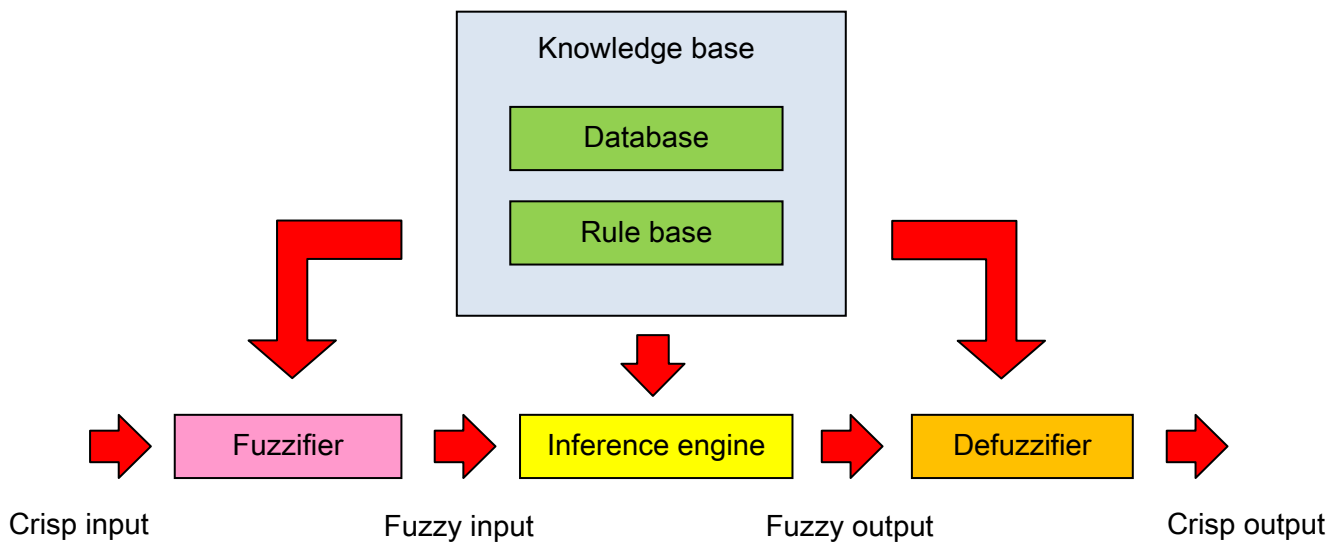 Knowledge base
Database
Rule base
Fuzzifier
Inference engine
Defuzzifier
Crisp input
Fuzzy input
Fuzzy output
Crisp output